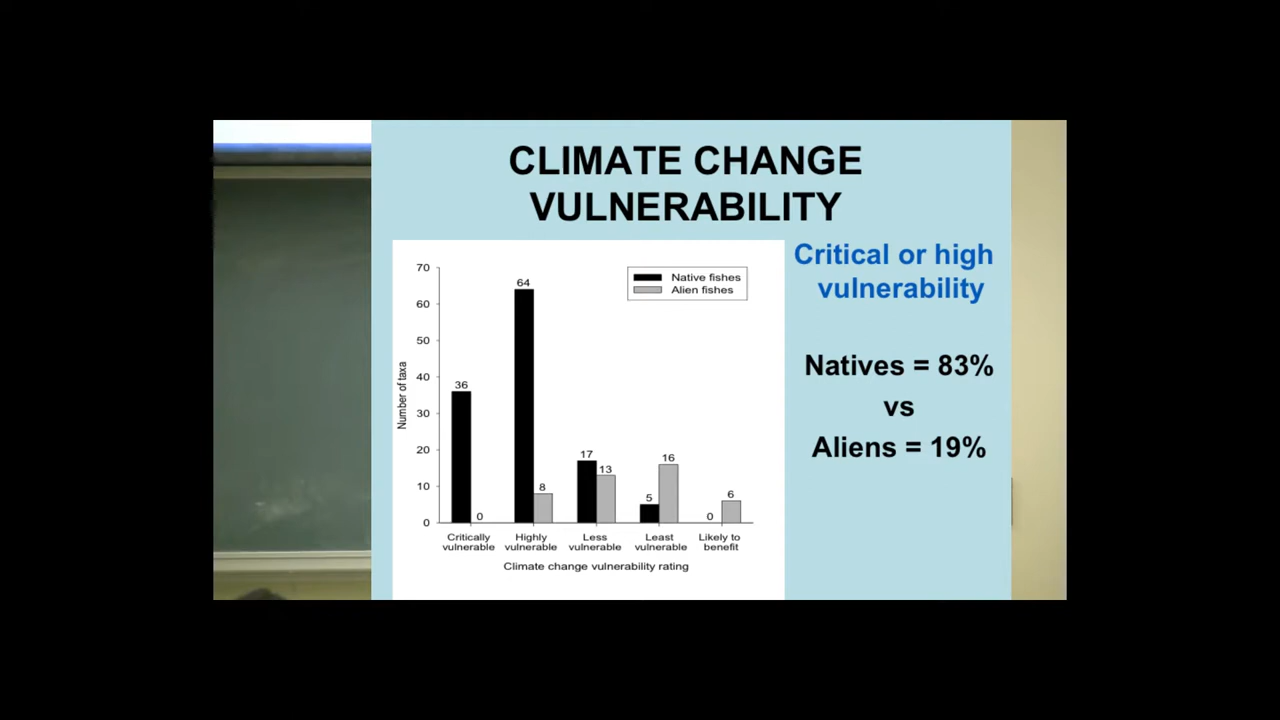 CLIMATE CHANGE
VULNERABILITY
Critical or high
vulnerability
Natives = 83%
vs
Aliens = 19%
Native fishes
Alien fishes
Number of taxa
70
60
50
40
30
20
10
0
36
0
64
8
17
13
5
16
0
6
Critically
vulnerable
Highly
vulnerable
Less
vulnerable
Least
vulnerable
Likely to
benefit
Climate change vulnerability rating